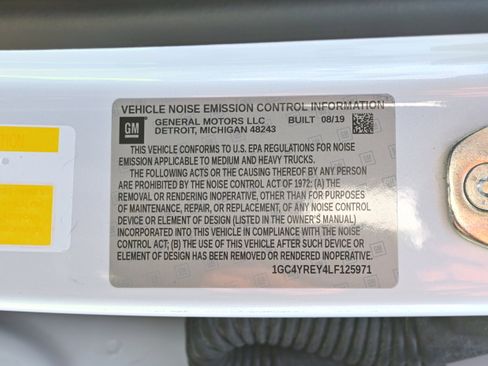 VEHICLE NOISE EMISSION CONTROL INFORMATION
GM
GENERAL MOTORS LLC BUILT 08/19
DETROIT, MICHIGAN 48243
THIS VEHICLE CONFORMS TO U.S. EPA REGULATIONS FOR NOISE
EMISSION APPLICABLE TO MEDIUM AND HEAVY TRUCKS.
THE FOLLOWING ACTS OR THE CAUSING THEREOF BY ANY PERSON
ARE PROHIBITED BY THE NOISE CONTROL ACT OF 1972: (A) THE
REMOVAL OR RENDERING INOPERATIVE, OTHER THAN FOR PURPOSES
OF MAINTENANCE, REPAIR, OR REPLACEMENT, OF ANY NOISE CONTROL
DEVICE OR ELEMENT OF DESIGN (LISTED IN THE OWNER'S MANUAL)
INCORPORATED INTO THIS VEHICLE IN COMPLIANCE WITH THE NOISE
CONTROL ACT; (B) THE USE OF THIS VEHICLE AFTER SUCH DEVICE OR
ELEMENT OF DESIGN HAS BEEN REMOVED OR RENDERED INOPERATIVE.
1GC4YREY4LF125971